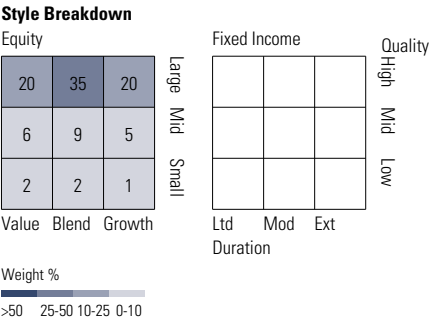 Style Breakdown
Equity
20 35 20 Large
6 9 5 Mid
2 2 1 Small
Value Blend Growth
Fixed Income
Quality
High
Mid
Low
Ltd Mod Ext
Duration
Weight %
>50 25-50 10-25 0-10